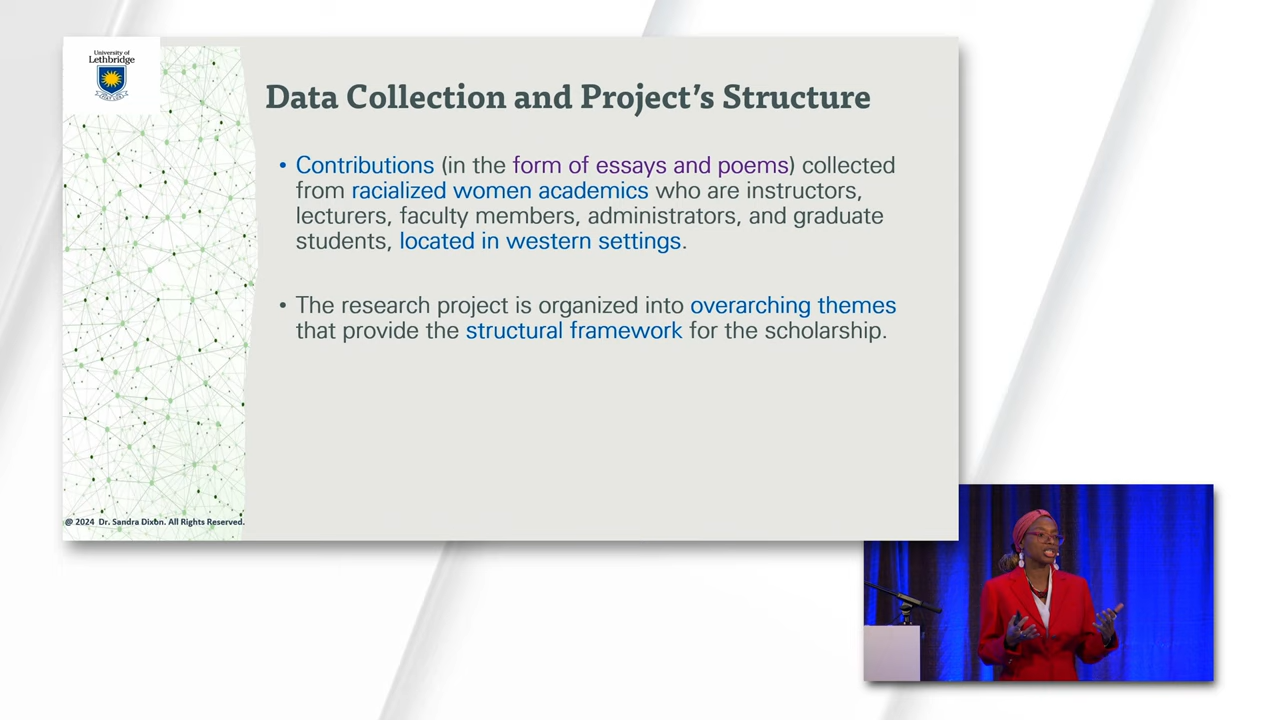 University of
Lethbridge
Data Collection and Project's Structure
• Contributions (in the form of essays and poems) collected
from racialized women academics who are instructors,
lecturers, faculty members, administrators, and graduate
students, located in western settings.
• The research project is organized into overarching themes
that provide the structural framework for the scholarship.
@ 2024 Dr. Sandra Dixon. All Rights Reserved.